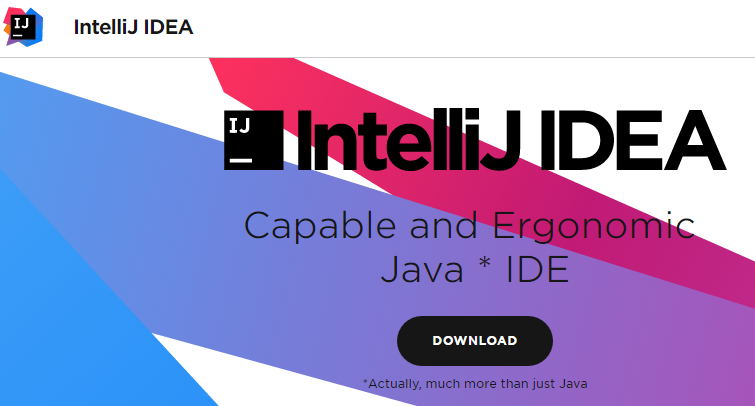 IJ IntelliJ IDEA
IJ IntelliJ IDEA
Capable and Ergonomic
Java * IDE
DOWNLOAD
*Actually, much more than just Java